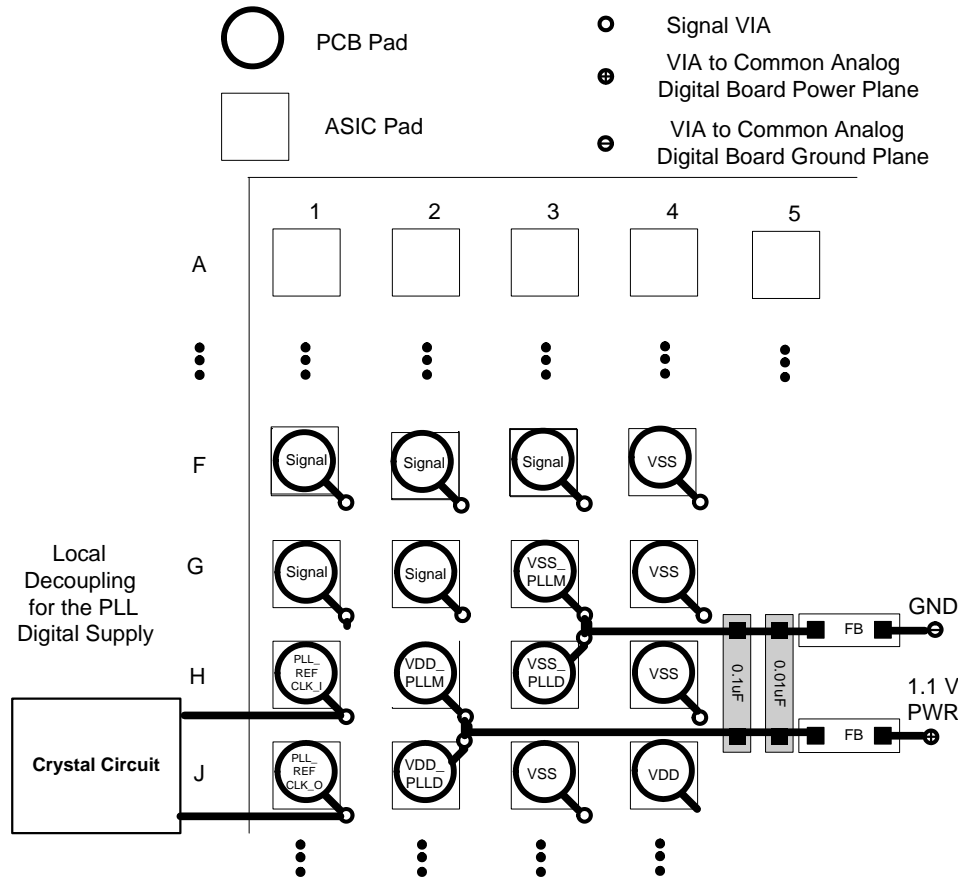 PCB Pad
Signal VIA
VIA to Common Analog
Digital Board Power Plane
ASIC Pad
VIA to Common Analog
Digital Board Ground Plane
1 2 3 4 5
A
F
Signal Signal Signal VSS
Local
Decoupling
for the PLL
Digital Supply
G
Signal Signal VSS_
PLLM VSS
GND
FB
H
PLL_
REF
CLK_I
VDD_
PLLM
VSS_
PLLD
VSS
0.1uF
0.01uF
1.1 V
PWR
FB
Crystal Circuit
J
PLL_
REF
CLK_O
VDD_
PLLD
VSS
VDD